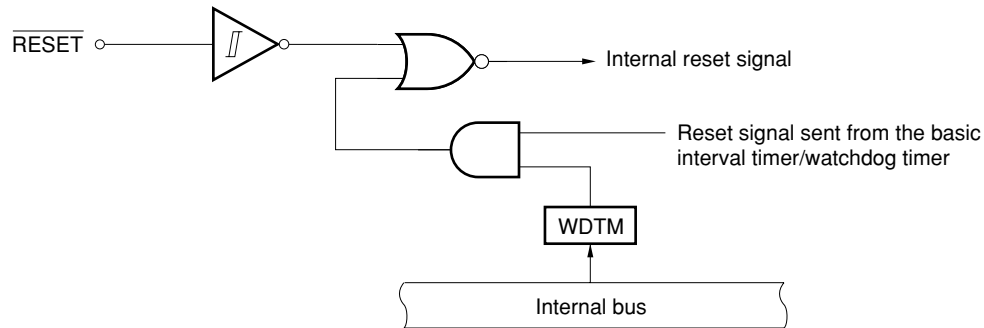 RESET
Internal reset signal
Reset signal sent from the basic
interval timer/watchdog timer
WDTM
Internal bus